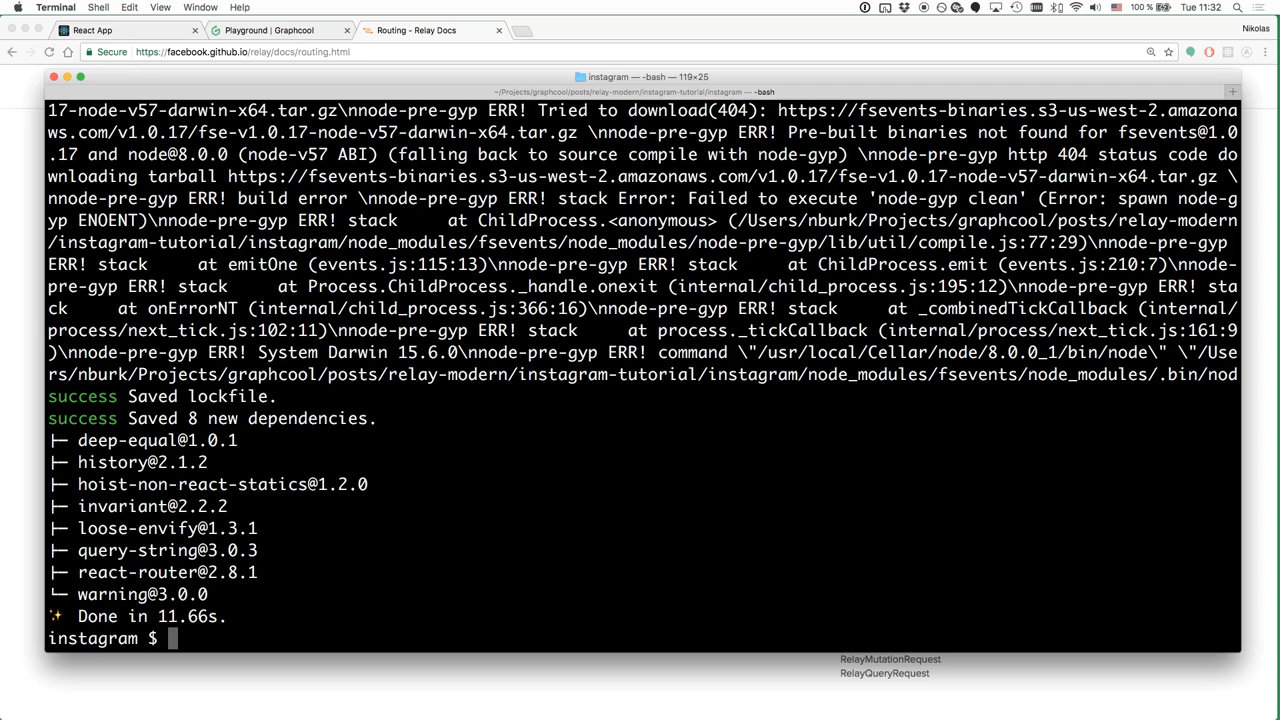 Terminal Shell Edit View Window Help 100 % Tue 11:32
React App Playground | Graphcool Routing - Relay Docs Nikolas
Secure https://facebook.github.io/relay/docs/routing.html
instagram — -bash — 119×25
~/Projects/graphcool/posts/relay-modern/instagram-tutorial/instagram — -bash
17-node-v57-darwin-x64.tar.gz\nnode-pre-gyp ERR! Tried to download(404): https://fsevents-binaries.s3-us-west-2.amazona
ws.com/v1.0.17/fse-v1.0.17-node-v57-darwin-x64.tar.gz \nnode-pre-gyp ERR! Pre-built binaries not found for fsevents@1.0
.17 and node@8.0.0 (node-v57 ABI) (falling back to source compile with node-gyp) \nnode-pre-gyp http 404 status code do
wnloading tarball https://fsevents-binaries.s3-us-west-2.amazonaws.com/v1.0.17/fse-v1.0.17-node-v57-darwin-x64.tar.gz \
nnode-pre-gyp ERR! build error \nnode-pre-gyp ERR! stack Error: Failed to execute 'node-gyp clean' (Error: spawn node-g
yp ENOENT)\nnode-pre-gyp ERR! stack     at ChildProcess.<anonymous> (/Users/nburk/Projects/graphcool/posts/relay-modern
/instagram-tutorial/instagram/node_modules/fsevents/node_modules/node-pre-gyp/lib/util/compile.js:77:29)\nnode-pre-gyp
ERR! stack     at emitOne (events.js:115:13)\nnode-pre-gyp ERR! stack     at ChildProcess.emit (events.js:210:7)\nnode-
pre-gyp ERR! stack     at Process.ChildProcess._handle.onexit (internal/child_process.js:195:12)\nnode-pre-gyp ERR! sta
ck     at onErrorNT (internal/child_process.js:366:16)\nnode-pre-gyp ERR! stack     at _combinedTickCallback (internal/
process/next_tick.js:102:11)\nnode-pre-gyp ERR! stack     at process._tickCallback (internal/process/next_tick.js:161:9
)\nnode-pre-gyp ERR! System Darwin 15.6.0\nnode-pre-gyp ERR! command \"/usr/local/Cellar/node/8.0.0_1/bin/node\" \"/Use
rs/nburk/Projects/graphcool/posts/relay-modern/instagram-tutorial/instagram/node_modules/fsevents/node_modules/.bin/nod
success Saved lockfile.
success Saved 8 new dependencies.
├─ deep-equal@1.0.1
├─ history@2.1.2
├─ hoist-non-react-statics@1.2.0
├─ invariant@2.2.2
├─ loose-envify@1.3.1
├─ query-string@3.0.3
├─ react-router@2.8.1
└─ warning@3.0.0
✨ Done in 11.66s.
instagram $
RelayMutationRequest
RelayQueryRequest